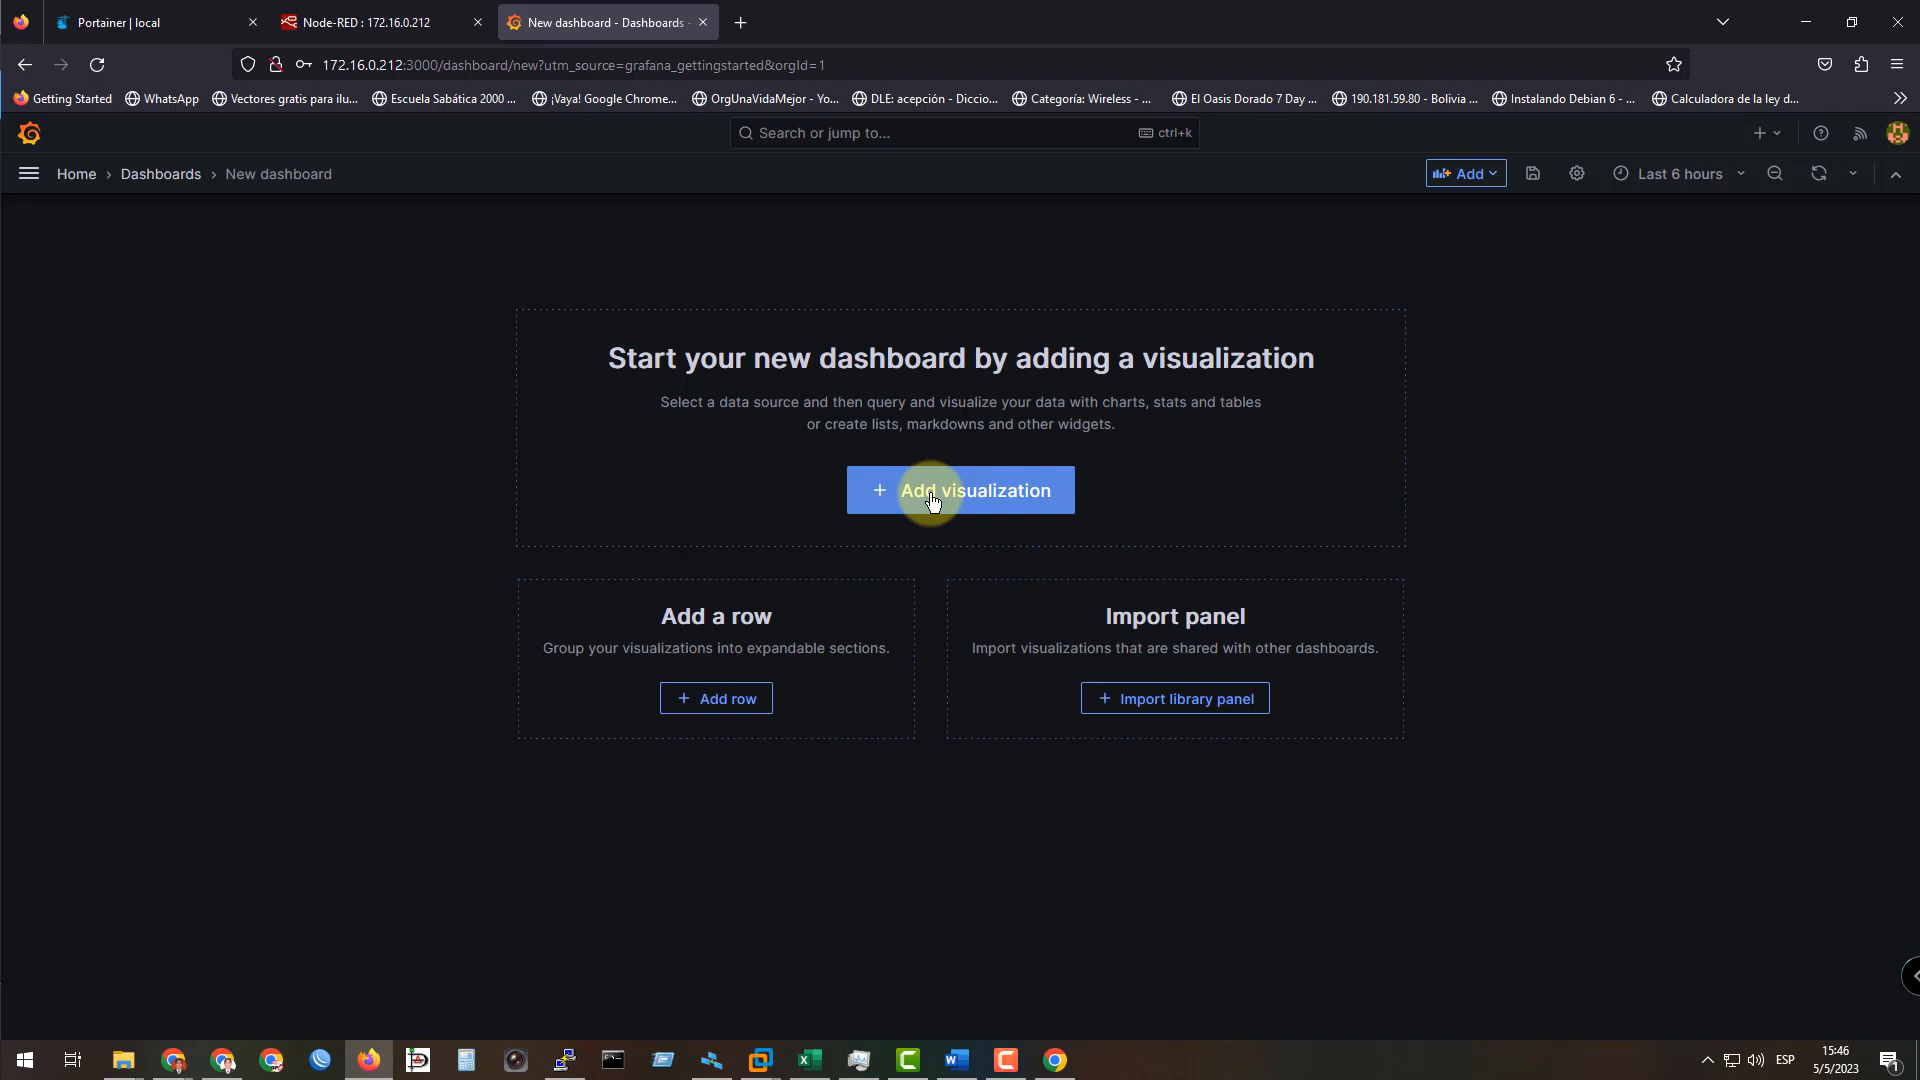 Portainer | local
Node-RED : 172.16.0.212
New dashboard - Dashboards -
172.16.0.212:3000/dashboard/new?utm_source=grafana_gettingstarted&orgId=1
Getting Started
WhatsApp
Vectores gratis para ilu...
Escuela Sabática 2000 ...
¡Vaya! Google Chrome...
OrgUnaVidaMejor - Yo...
DLE: acepción - Diccio...
Categoría: Wireless - ...
El Oasis Dorado 7 Day ...
190.181.59.80 - Bolivia ...
Instalando Debian 6 - ...
Calculadora de la ley d...
Search or jump to...
ctrl+k
Home
Dashboards
New dashboard
Add
Last 6 hours
Start your new dashboard by adding a visualization
Select a data source and then query and visualize your data with charts, stats and tables
or create lists, markdowns and other widgets.
+ Add visualization
Add a row
Group your visualizations into expandable sections.
+ Add row
Import panel
Import visualizations that are shared with other dashboards.
+ Import library panel
ESP
15:46
5/5/2023
1